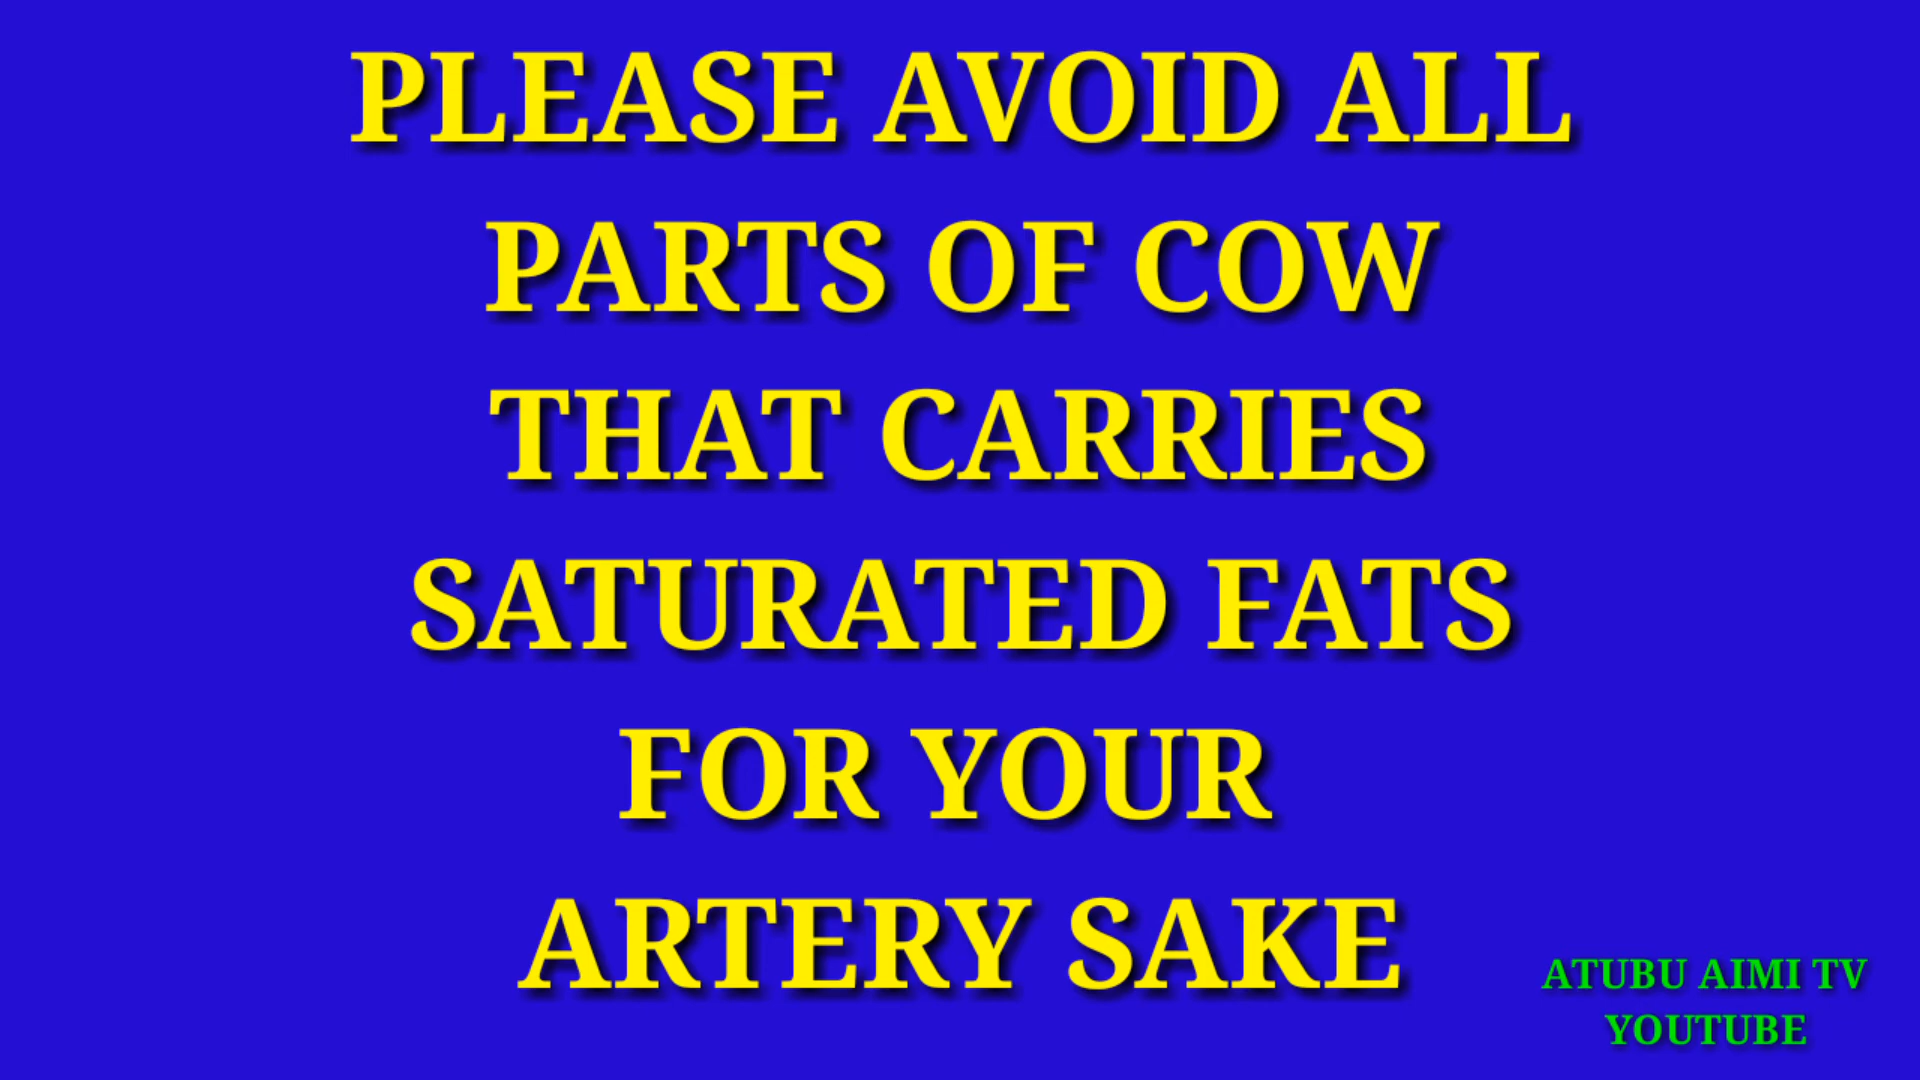 PLEASE AVOID ALL
PARTS OF COW
THAT CARRIES
SATURATED FATS
FOR YOUR
ARTERY SAKE
ATUBU AIMI TV
YOUTUBE